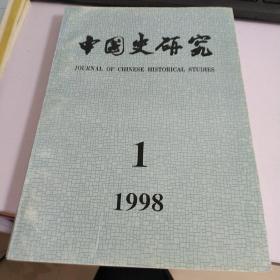 中国史研究
JOURNAL OF CHINESE HISTORICAL STUDIES
1
1998